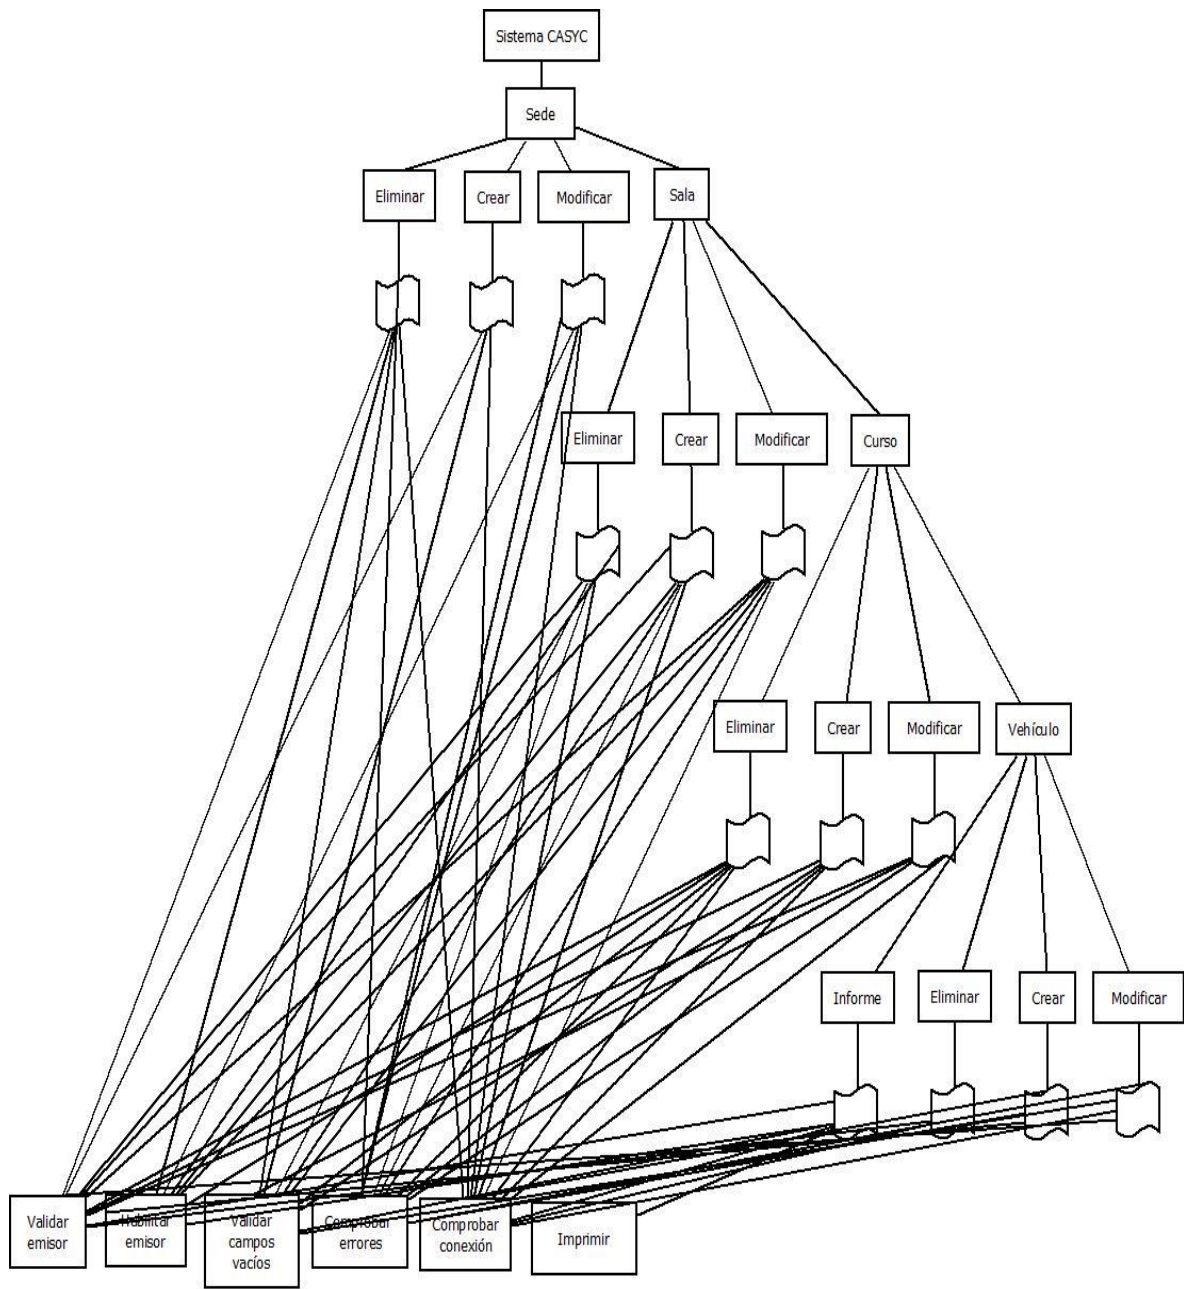 Sistema CASYC
Sede
Eliminar
Crear
Modificar
Sala
Eliminar
Crear
Modificar
Curso
Eliminar
Crear
Modificar
Vehículo
Informe
Eliminar
Crear
Modificar
Validar
emisor
Habilitar
emisor
Validar
campos
vacíos
Comprobar
errores
Comprobar
conexión
Imprimir